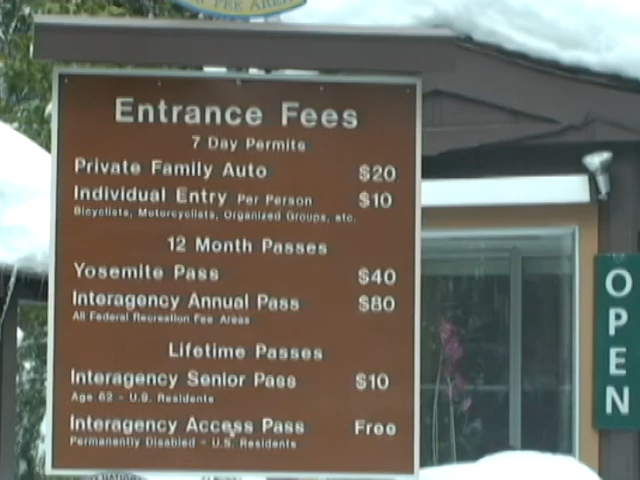 FEE AREA
Entrance Fees
7 Day Permits
Private Family Auto $20
Individual Entry Per Person $10
Bicyclists, Motorcyclists, Organized Groups, etc.
12 Month Passes
Yosemite Pass $40
Interagency Annual Pass $80
All Federal Recreation Fee Areas
Lifetime Passes
Interagency Senior Pass $10
Age 62 - U.S. Residents
Interagency Access Pass Free
Permanently Disabled - U.S. Residents
OPEN